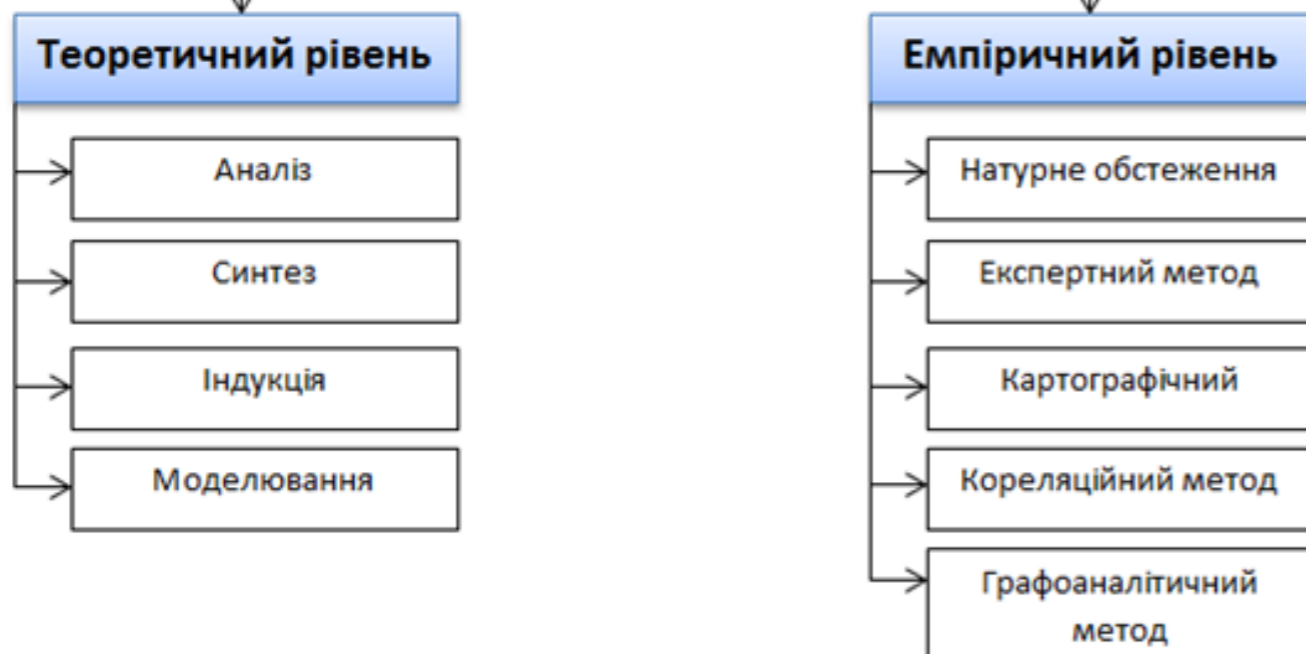 Теоретичний рівень
Аналіз
Синтез
Індукція
Моделювання
Емпіричний рівень
Натурне обстеження
Експертний метод
Картографічний
Кореляційний метод
Графоаналітичний
метод